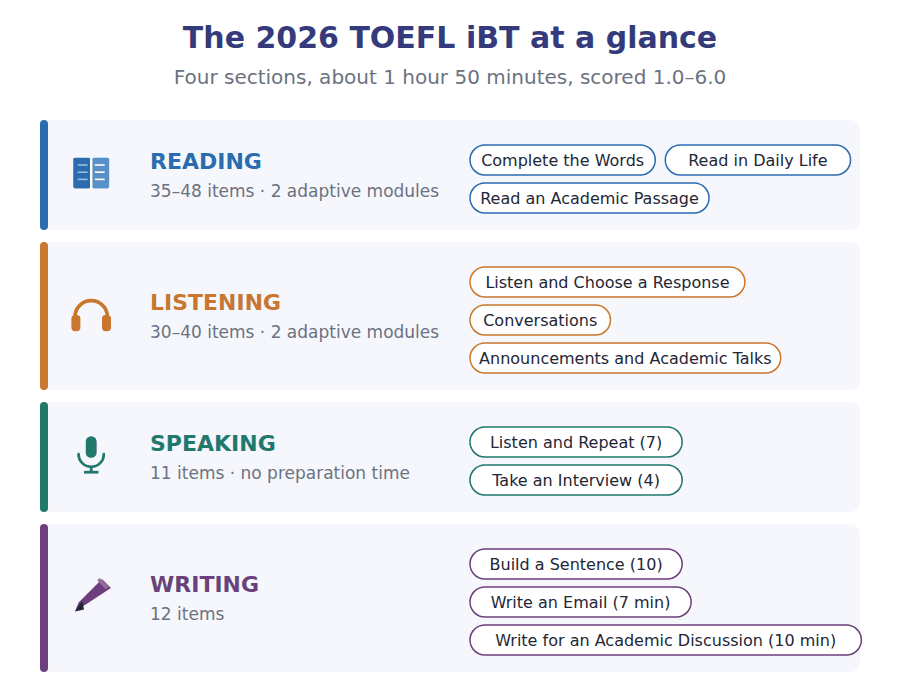 The 2026 TOEFL iBT at a glance
Four sections, about 1 hour 50 minutes, scored 1.0–6.0
READING
35–48 items · 2 adaptive modules
Complete the Words
Read in Daily Life
Read an Academic Passage
LISTENING
30–40 items · 2 adaptive modules
Listen and Choose a Response
Conversations
Announcements and Academic Talks
SPEAKING
11 items · no preparation time
Listen and Repeat (7)
Take an Interview (4)
WRITING
12 items
Build a Sentence (10)
Write an Email (7 min)
Write for an Academic Discussion (10 min)